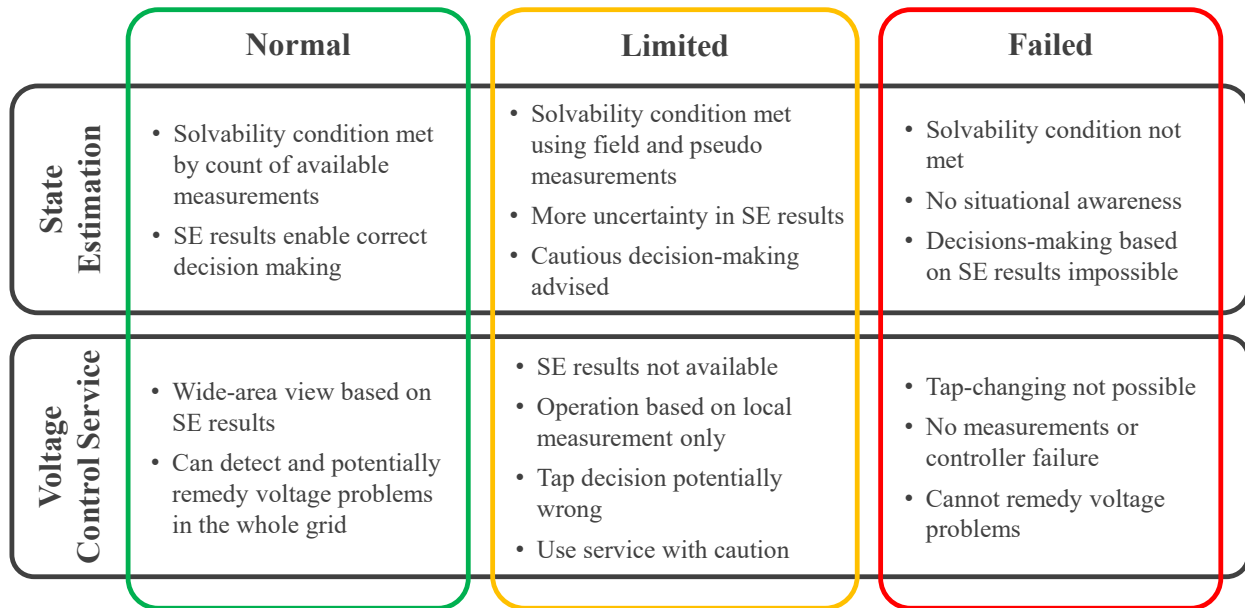 Normal
Limited
Failed
State
Estimation
• Solvability condition met
by count of available
measurements
• SE results enable correct
decision making
• Solvability condition met
using field and pseudo
measurements
• More uncertainty in SE results
• Cautious decision-making
advised
• Solvability condition not
met
• No situational awareness
• Decisions-making based
on SE results impossible
Voltage
Control Service
• Wide-area view based on
SE results
• Can detect and potentially
remedy voltage problems
in the whole grid
• SE results not available
• Operation based on local
measurement only
• Tap decision potentially
wrong
• Use service with caution
• Tap-changing not possible
• No measurements or
controller failure
• Cannot remedy voltage
problems